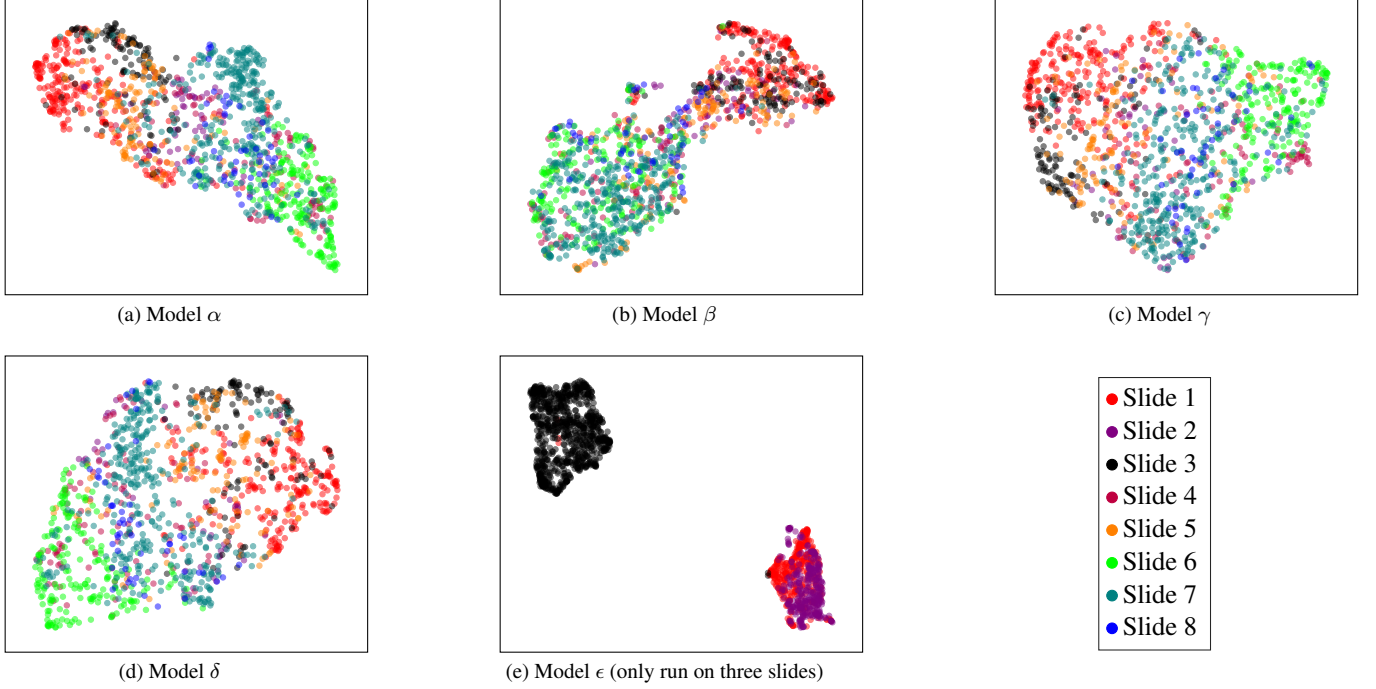 (a) Model α
(b) Model β
(c) Model γ
(d) Model δ
(e) Model ϵ (only run on three slides)
Slide 1
Slide 2
Slide 3
Slide 4
Slide 5
Slide 6
Slide 7
Slide 8